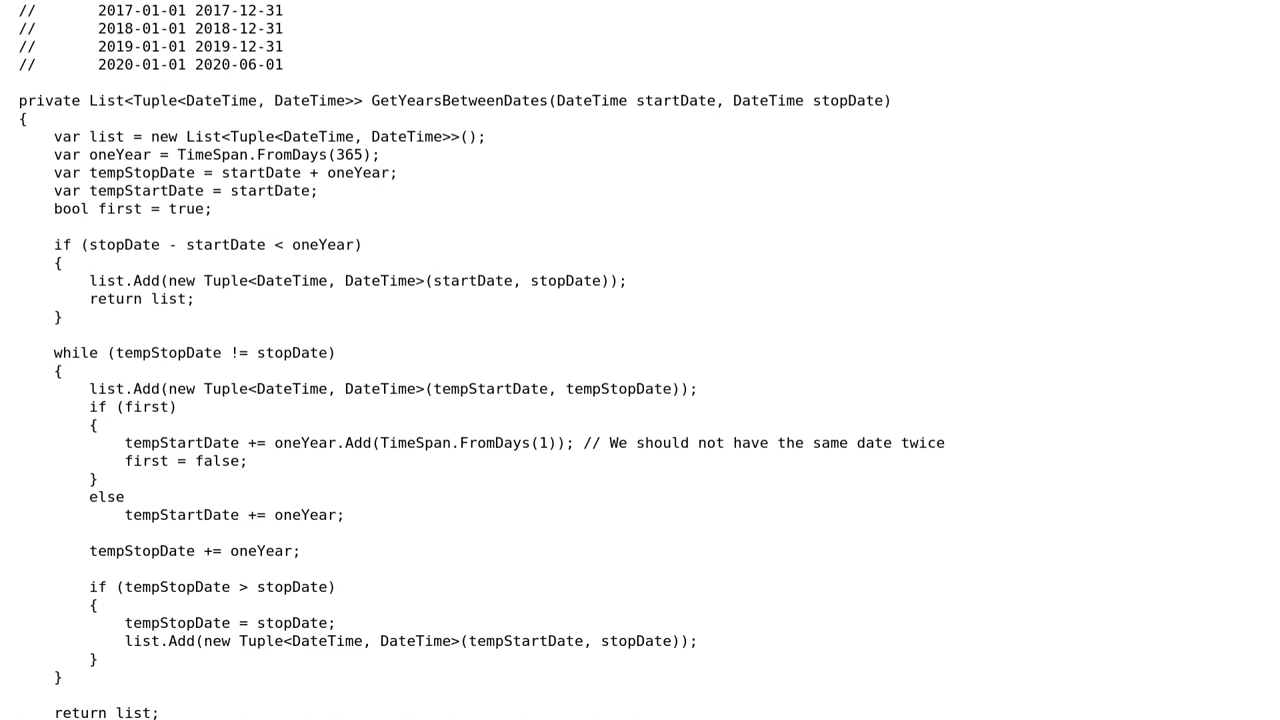 //       2017-01-01 2017-12-31
//       2018-01-01 2018-12-31
//       2019-01-01 2019-12-31
//       2020-01-01 2020-06-01

private List<Tuple<DateTime, DateTime>> GetYearsBetweenDates(DateTime startDate, DateTime stopDate)
{
    var list = new List<Tuple<DateTime, DateTime>>();
    var oneYear = TimeSpan.FromDays(365);
    var tempStopDate = startDate + oneYear;
    var tempStartDate = startDate;
    bool first = true;

    if (stopDate - startDate < oneYear)
    {
        list.Add(new Tuple<DateTime, DateTime>(startDate, stopDate));
        return list;
    }

    while (tempStopDate != stopDate)
    {
        list.Add(new Tuple<DateTime, DateTime>(tempStartDate, tempStopDate));
        if (first)
        {
            tempStartDate += oneYear.Add(TimeSpan.FromDays(1)); // We should not have the same date twice
            first = false;
        }
        else
            tempStartDate += oneYear;

        tempStopDate += oneYear;

        if (tempStopDate > stopDate)
        {
            tempStopDate = stopDate;
            list.Add(new Tuple<DateTime, DateTime>(tempStartDate, stopDate));
        }
    }

    return list;